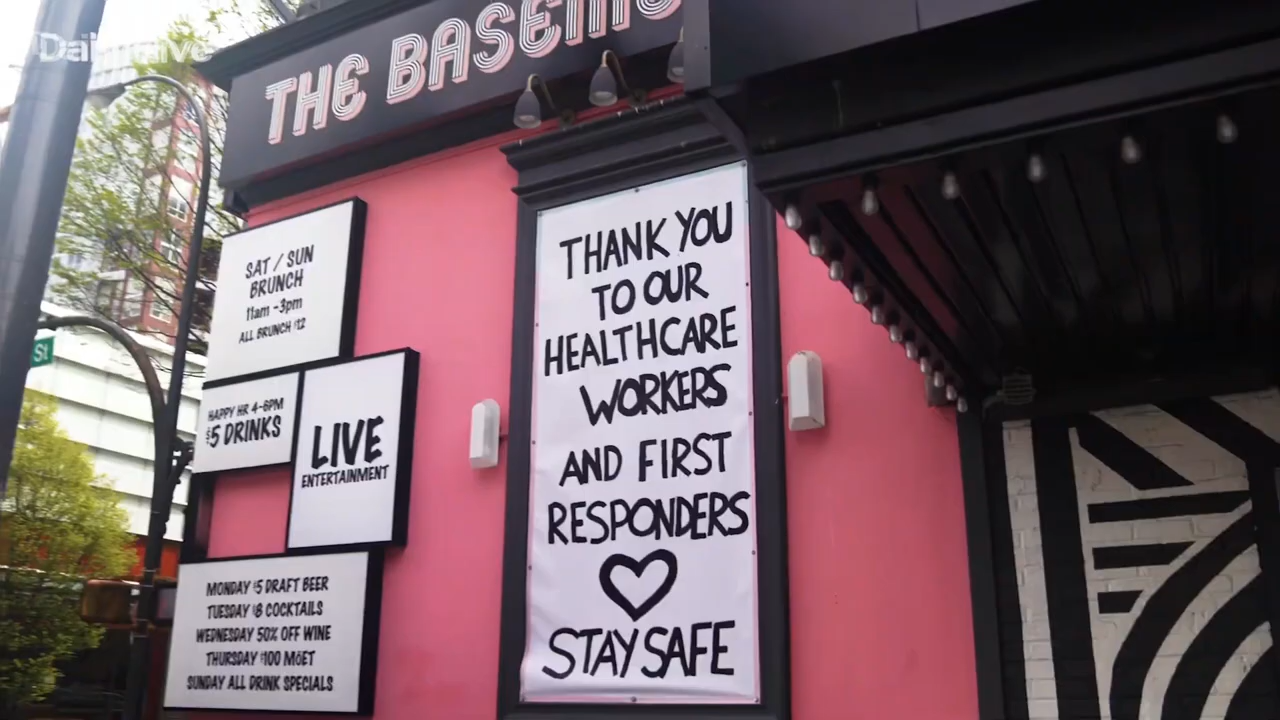 THE BASEME
SAT / SUN
BRUNCH
11am -3pm
ALL BRUNCH $12
HAPPY HR 4-6PM
$5 DRINKS
LIVE
ENTERTAINMENT
MONDAY $5 DRAFT BEER
TUESDAY $8 COCKTAILS
WEDNESDAY 50% OFF WINE
THURSDAY $100 MOËT
SUNDAY ALL DRINK SPECIALS
THANK YOU
TO OUR
HEALTHCARE
WORKERS
AND FIRST
RESPONDERS
STAY SAFE
St